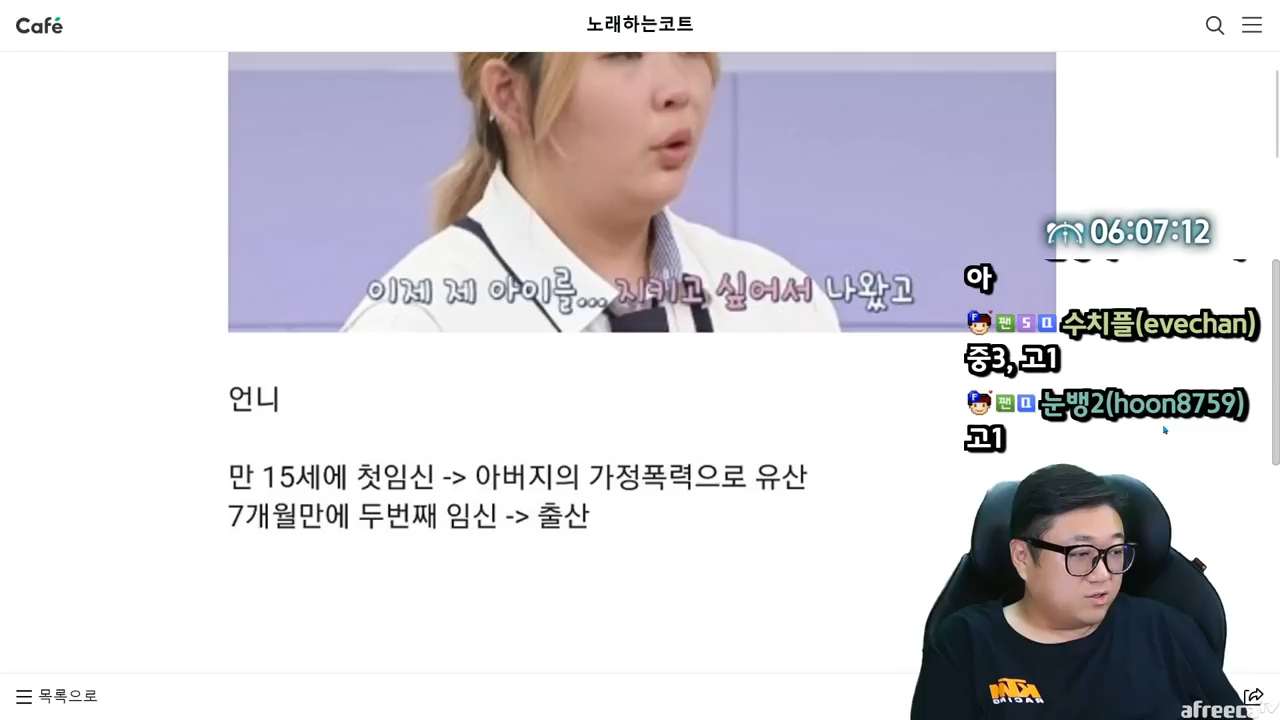 Café
노래하는코트
이제 제 아이를... 지키고 싶어서 나왔고
언니
만 15세에 첫임신 -> 아버지의 가정폭력으로 유산
7개월만에 두번째 임신 -> 출산
06:07:12
아
팬 S 수치플(evechan)
중3, 고1
팬 눈뱅2(hoon8759)
고1
KTM
RACING
목록으로
afreecaTV